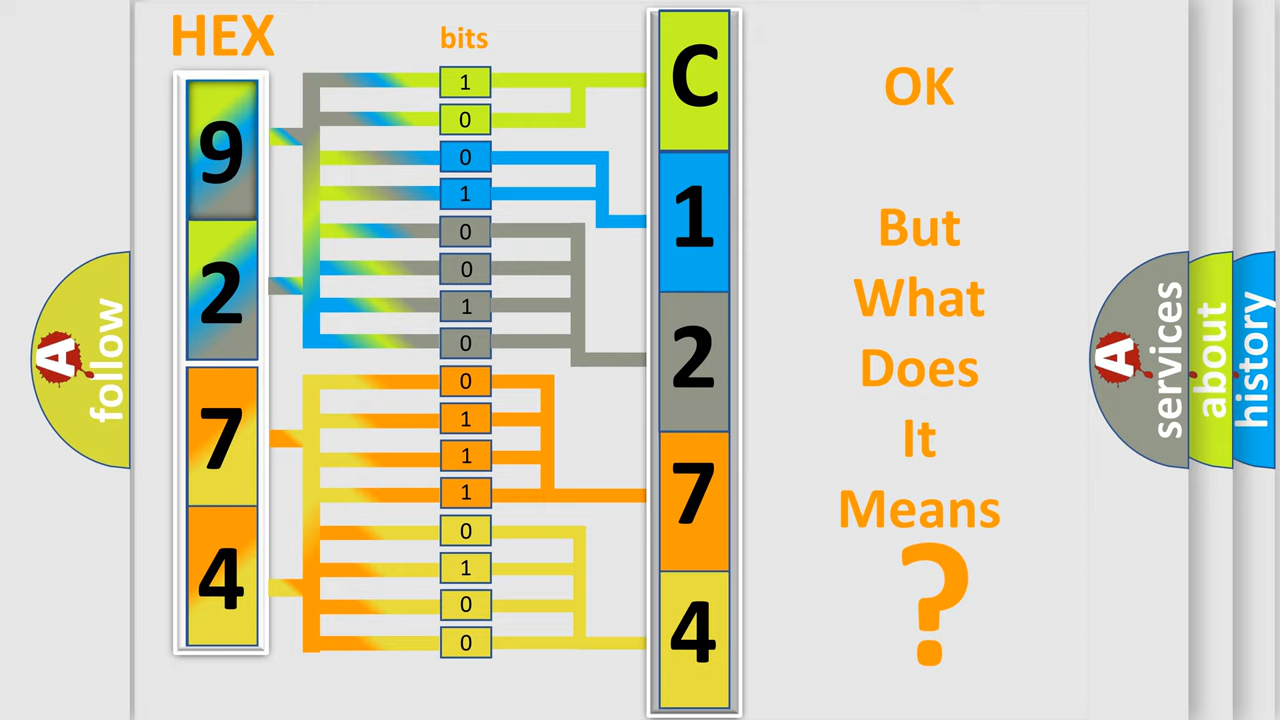 HEX
bits
9
2
7
4
1
0
0
1
0
0
1
0
0
1
1
1
0
1
0
0
C
1
2
7
4
OK
But
What
Does
It
Means
?
A
follow
A
services
about
history